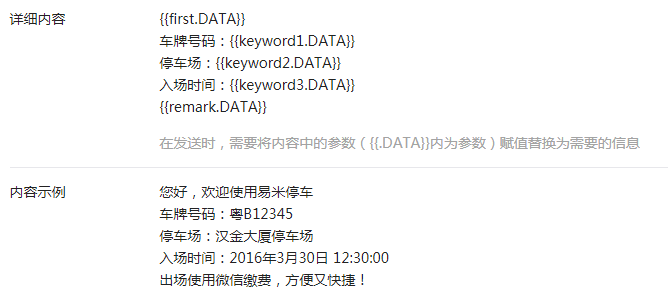 详细内容
{{first.DATA}}
车牌号码：{{keyword1.DATA}}
停车场：{{keyword2.DATA}}
入场时间：{{keyword3.DATA}}
{{remark.DATA}}
在发送时，需要将内容中的参数（{{.DATA}}内为参数）赋值替换为需要的信息
内容示例
您好，欢迎使用易米停车
车牌号码：粤B12345
停车场：汉金大厦停车场
入场时间：2016年3月30日 12:30:00
出场使用微信缴费，方便又快捷！